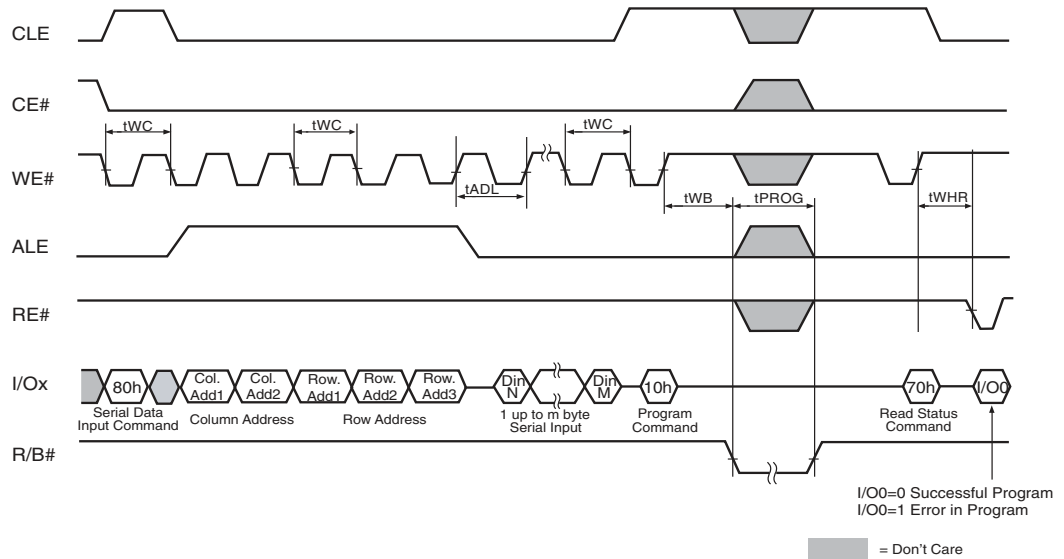 CLE
CE#
tWC
tWC
tWC
WE#
tADL
tWB
tPROG
tWHR
ALE
RE#
I/Ox
80h
Col.
Add1
Col.
Add2
Row.
Add1
Row.
Add2
Row.
Add3
Din
N
Din
M
10h
70h
I/O0
Serial Data
Input Command
Column Address
Row Address
1 up to m byte
Serial Input
Program
Command
Read Status
Command
R/B#
I/O0=0 Successful Program
I/O0=1 Error in Program
= Don't Care